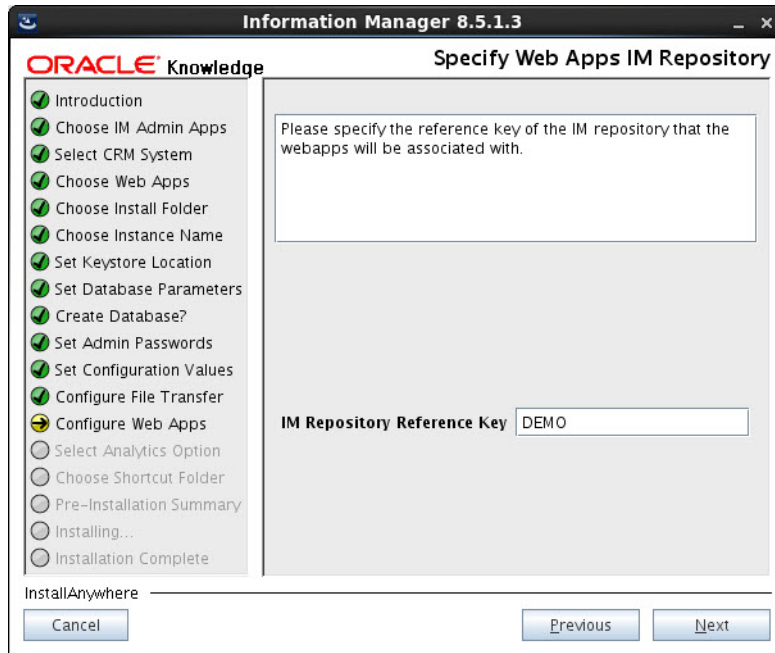 Information Manager 8.5.1.3
ORACLE Knowledge
Specify Web Apps IM Repository
Introduction
Choose IM Admin Apps
Select CRM System
Choose Web Apps
Choose Install Folder
Choose Instance Name
Set Keystore Location
Set Database Parameters
Create Database?
Set Admin Passwords
Set Configuration Values
Configure File Transfer
Configure Web Apps
Select Analytics Option
Choose Shortcut Folder
Pre-Installation Summary
Installing...
Installation Complete
Please specify the reference key of the IM repository that the
webapps will be associated with.
IM Repository Reference Key DEMO
InstallAnywhere
Cancel
Previous
Next